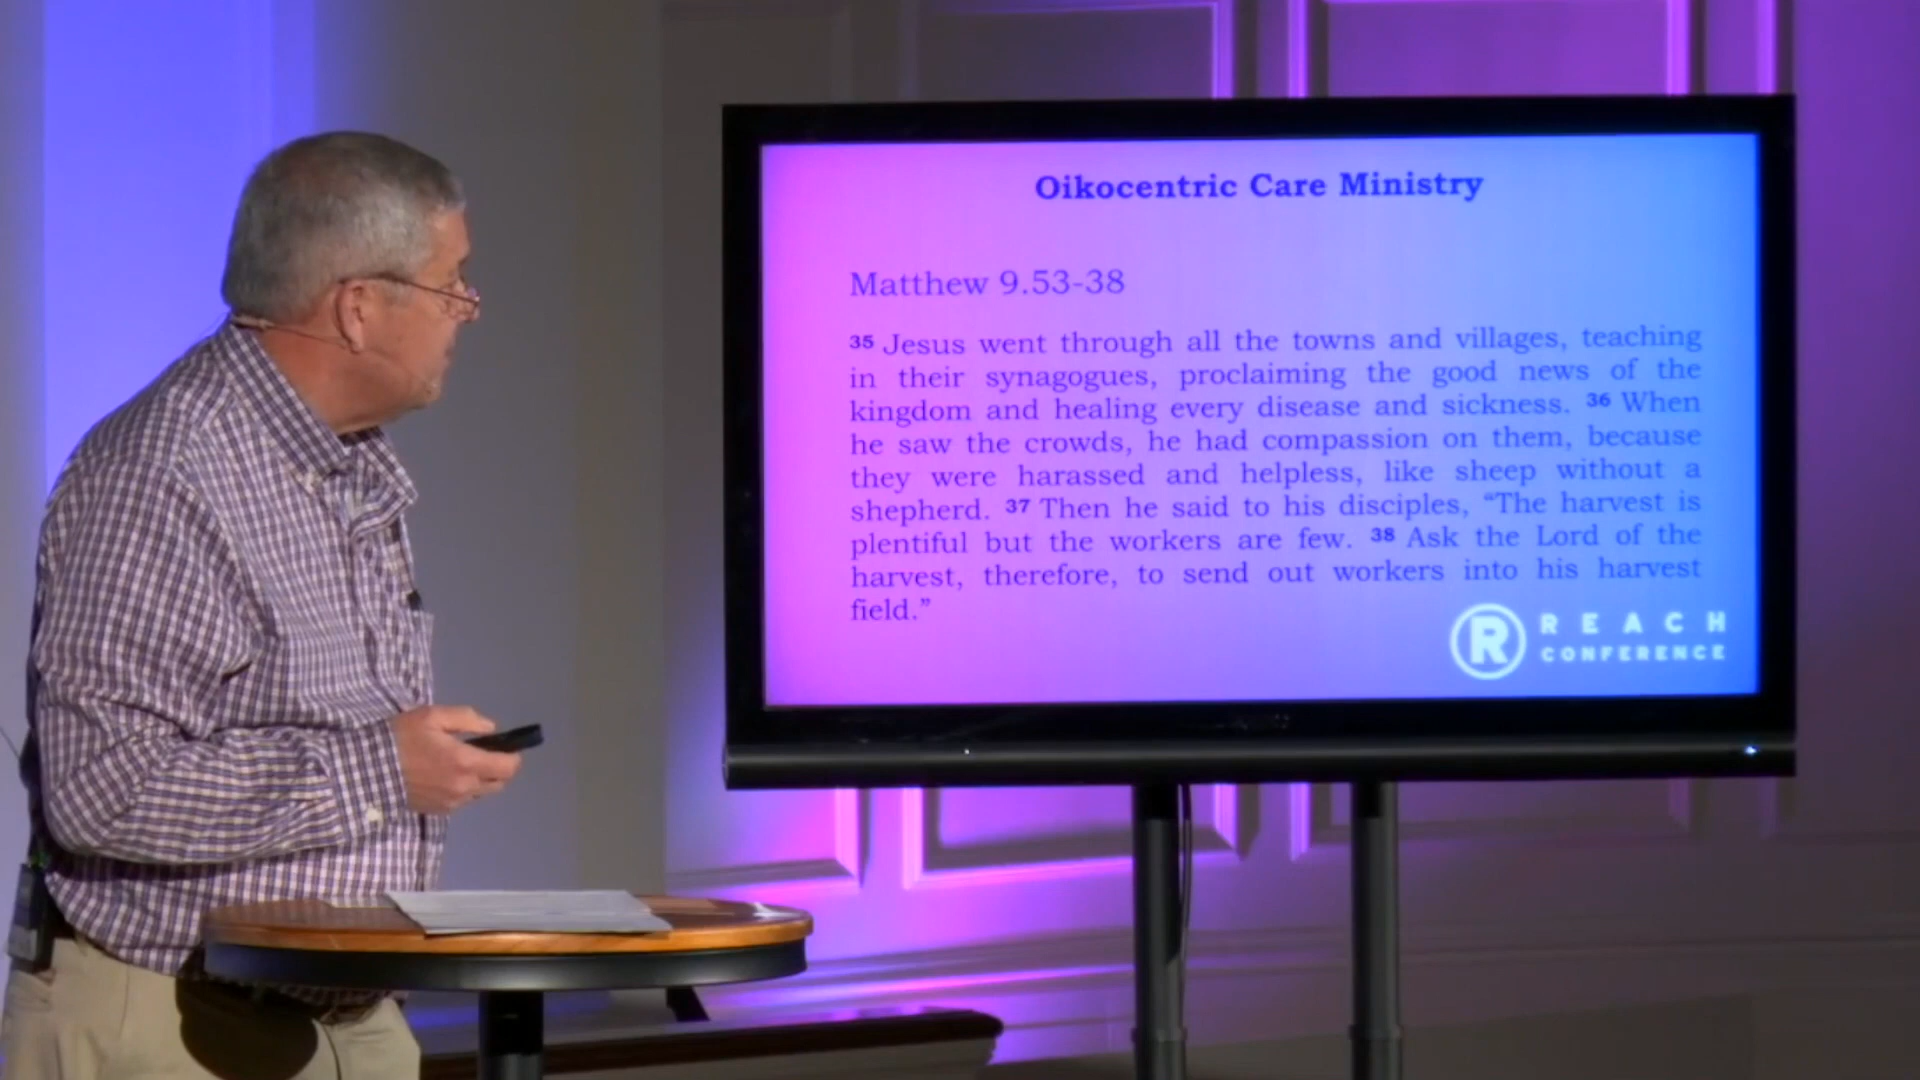 Oikocentric Care Ministry
Matthew 9.53-38
35 Jesus went through all the towns and villages, teaching
in their synagogues, proclaiming the good news of the
kingdom and healing every disease and sickness. 36 When
he saw the crowds, he had compassion on them, because
they were harassed and helpless, like sheep without a
shepherd. 37 Then he said to his disciples, “The harvest is
plentiful but the workers are few. 38 Ask the Lord of the
harvest, therefore, to send out workers into his harvest
field.”
R REACH
CONFERENCE